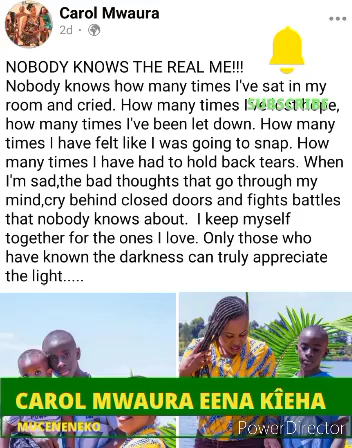 Carol Mwaura
2d
NOBODY KNOWS THE REAL ME!!!
Nobody knows how many times I've sat in my
room and cried. How many times I've lost hope,
how many times I've been let down. How many
times I have felt like I was going to snap. How
many times I have had to hold back tears. When
I'm sad,the bad thoughts that go through my
mind,cry behind closed doors and fights battles
that nobody knows about.  I keep myself
together for the ones I love. Only those who
have known the darkness can truly appreciate
the light.....
SUBSCRIBE
CAROL MWAURA EENA KÎEHA
MUCENENEKO
PowerDirector